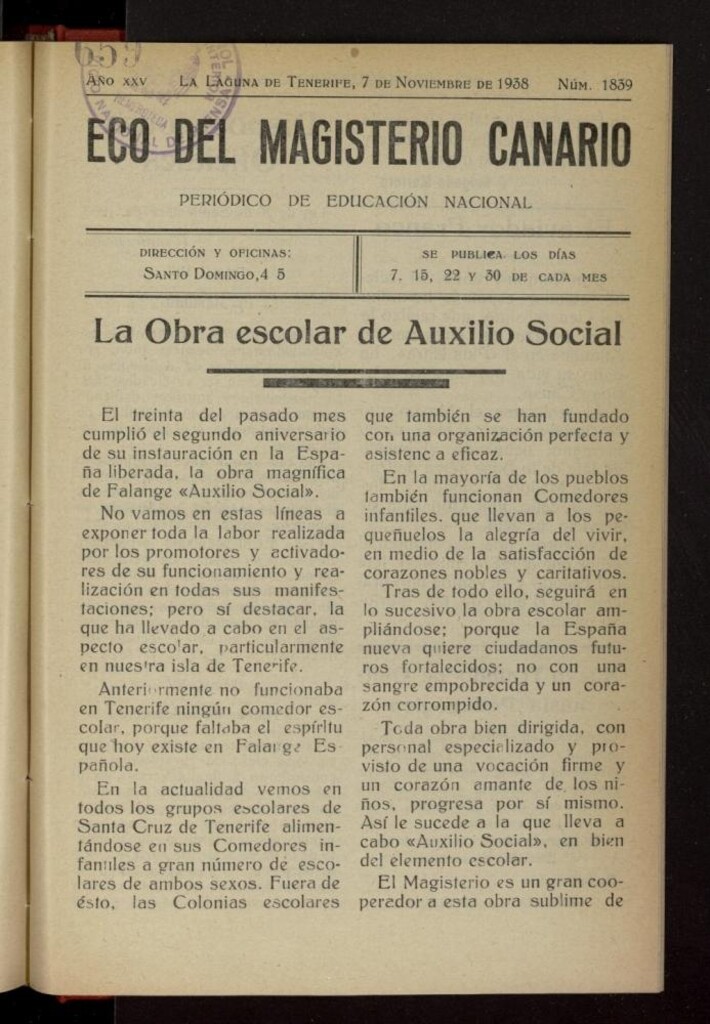 659
Año xxv La Laguna de Tenerife, 7 de Noviembre de 1938 Núm. 1839
ECO DEL MAGISTERIO CANARIO
PERIÓDICO DE EDUCACIÓN NACIONAL
DIRECCIÓN Y OFICINAS:
Santo Domingo,4 5
SE PUBLICA LOS DÍAS
7. 15, 22 y 30 DE CADA MES
La Obra escolar de Auxilio Social
El treinta del pasado mes
cumplió el segundo aniversario
de su instauración en la Espa-
ña liberada, la obra magnífica
de Falange «Auxilio Social».
No vamos en estas líneas a
exponer toda la labor realizada
por los promotores y activado-
res de su funcionamiento y rea-
lización en todas sus manifes-
taciones; pero sí destacar, la
que ha llevado a cabo en el as-
pecto escolar, particularmente
en nuestra isla de Tenerife.
Anteriormente no funcionaba
en Tenerife ningún comedor es-
colar, porque faltaba el espíritu
que hoy existe en Falange Es-
pañola.
En la actualidad vemos en
todos los grupos escolares de
Santa Cruz de Tenerife alimen-
tándose en sus Comedores in-
fantiles a gran número de esco-
lares de ambos sexos. Fuera de
ésto, las Colonias escolares
que también se han fundado
con una organización perfecta y
asistenc a eficaz.
En la mayoría de los pueblos
también funcionan Comedores
infantiles. que llevan a los pe-
queñuelos la alegría del vivir,
en medio de la satisfacción de
corazones nobles y caritativos.
Tras de todo ello, seguirá en
lo sucesivo la obra escolar am-
pliándose; porque la España
nueva quiere ciudadanos futu-
ros fortalecidos; no con una
sangre empobrecida y un cora-
zón corrompido.
Toda obra bien dirigida, con
personal especializado y pro-
visto de una vocación firme y
un corazón amante de los ni-
ños, progresa por sí mismo.
Así le sucede a la que lleva a
cabo «Auxilio Social», en bien
del elemento escolar.
El Magisterio es un gran coo-
perador a esta obra sublime de